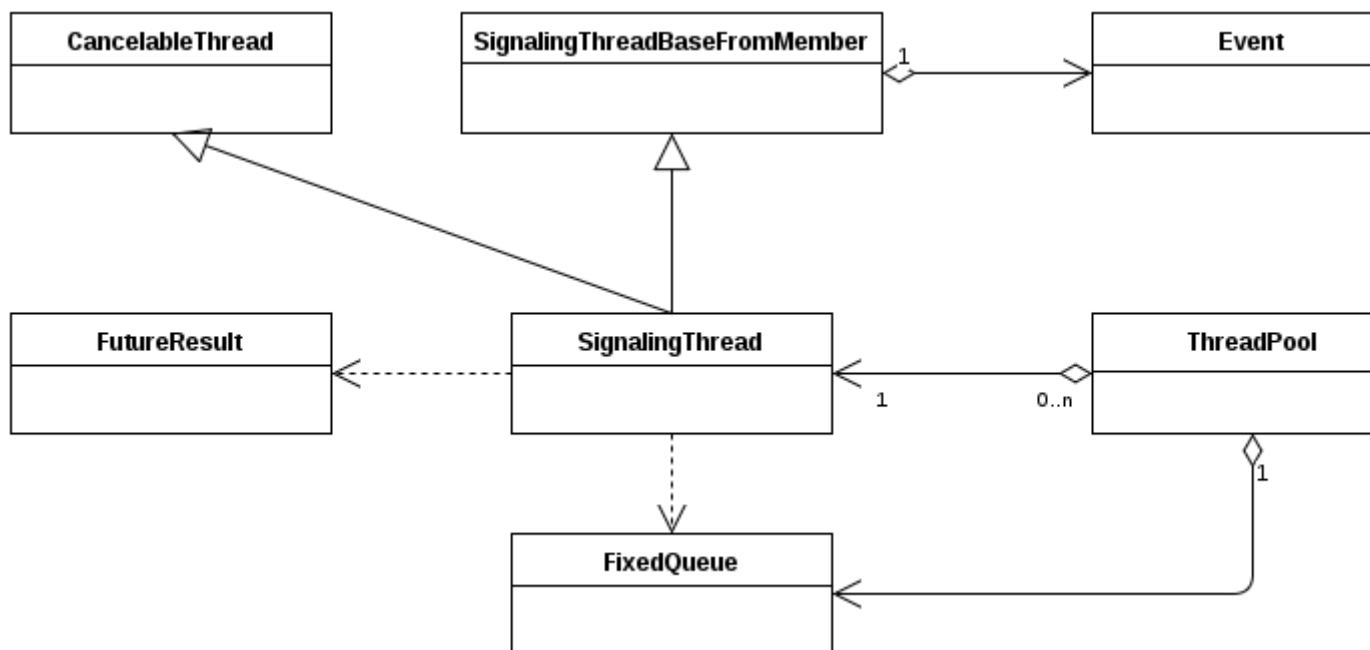 CancelableThread
SignalingThreadBaseFromMember
1
Event
FutureResult
SignalingThread
ThreadPool
1
0..n
1
FixedQueue